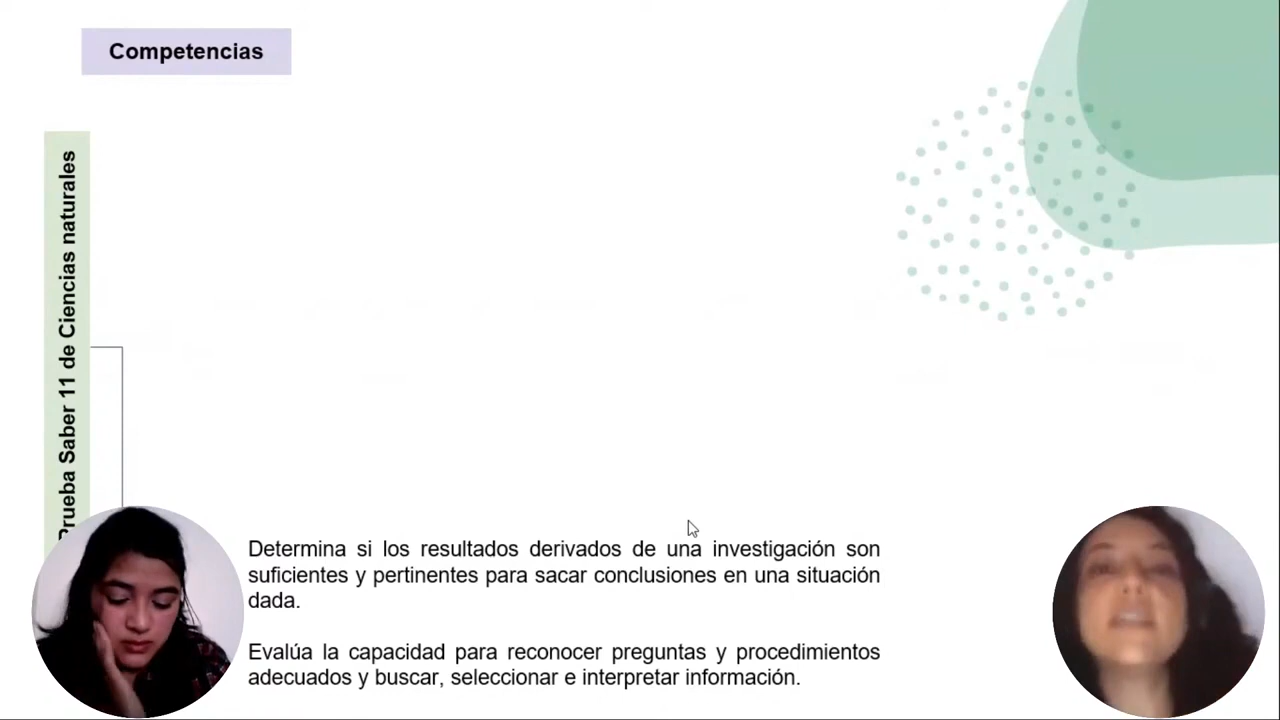 Competencias
Prueba Saber 11 de Ciencias naturales
Determina si los resultados derivados de una investigación son
suficientes y pertinentes para sacar conclusiones en una situación
dada.
Evalúa la capacidad para reconocer preguntas y procedimientos
adecuados y buscar, seleccionar e interpretar información.